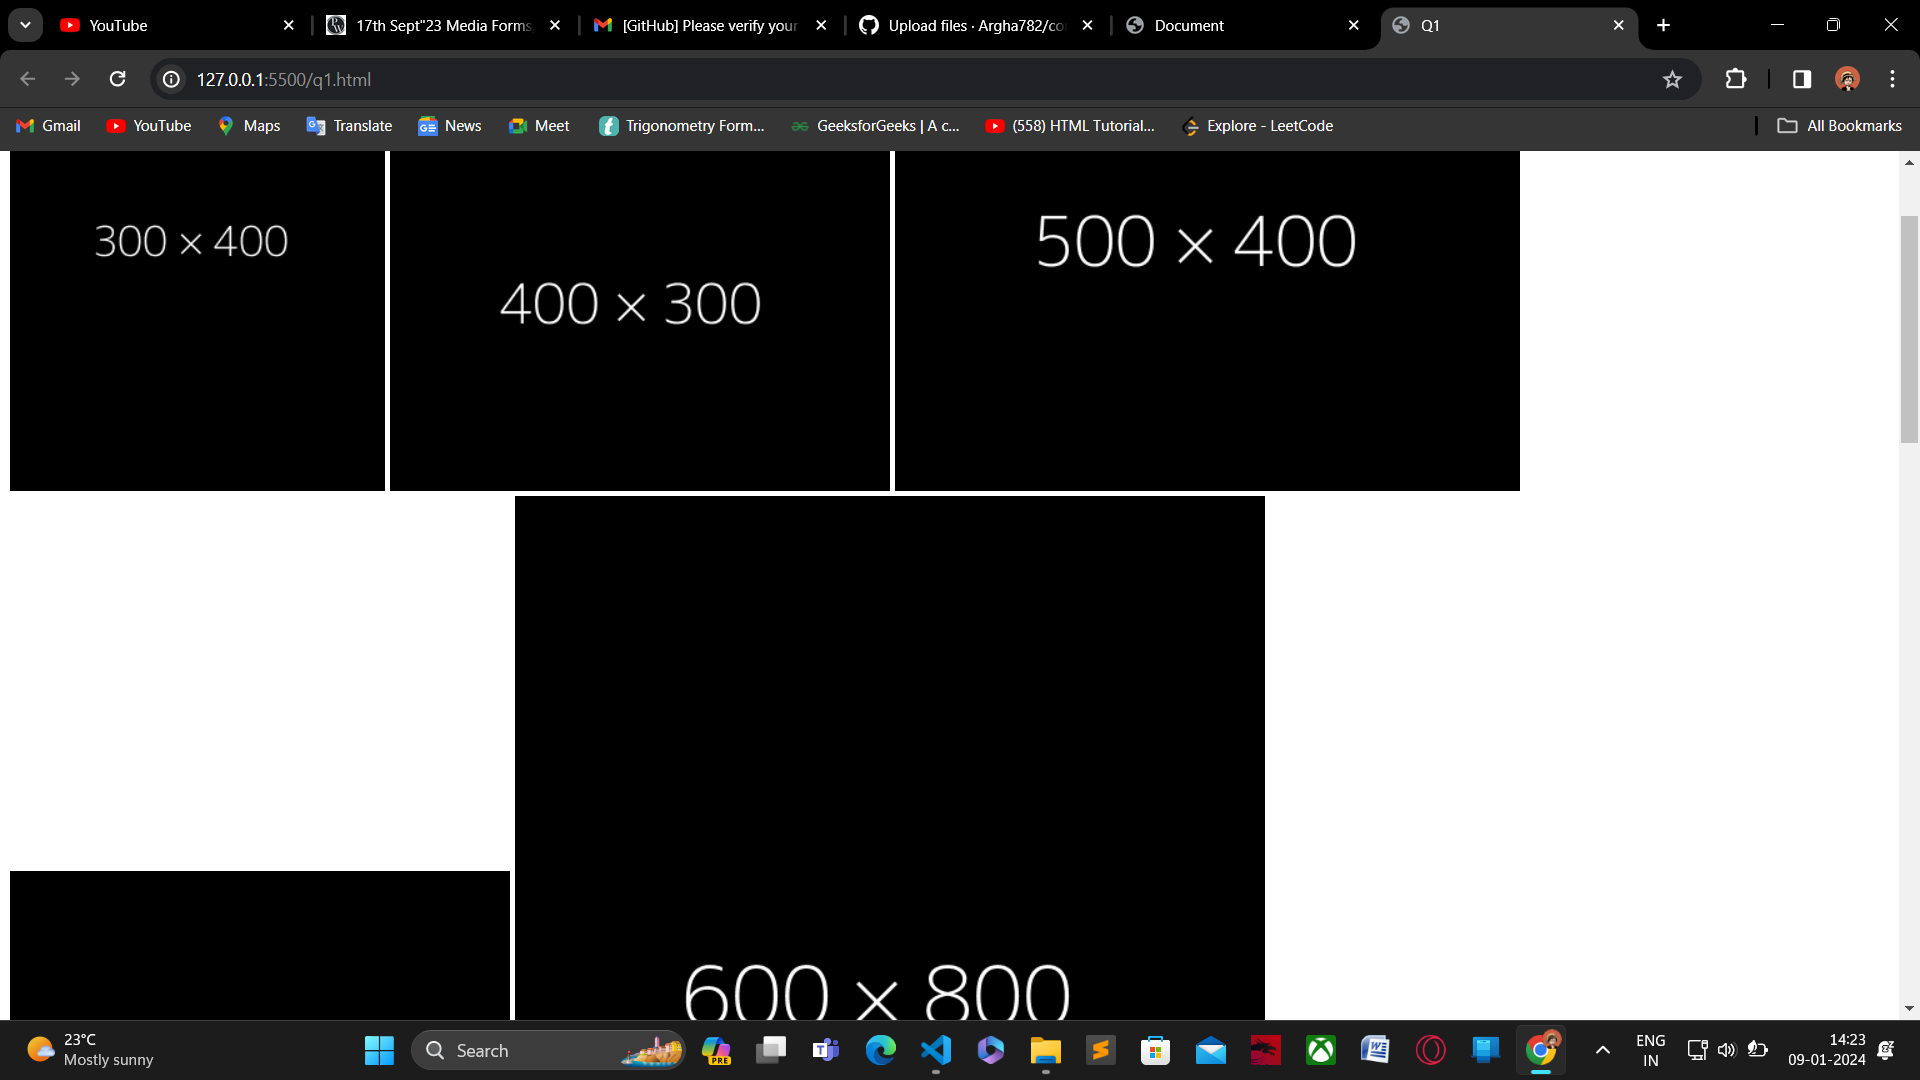 YouTube
17th Sept"23 Media Forms,
[GitHub] Please verify your
Upload files · Argha782/co
Document
Q1
127.0.0.1:5500/q1.html
Gmail
YouTube
Maps
Translate
News
Meet
Trigonometry Form...
GeeksforGeeks | A c...
(558) HTML Tutorial...
Explore - LeetCode
All Bookmarks
300 × 400
400 × 300
500 × 400
600 × 800
23°C
Mostly sunny
Search
PRE
ENG
IN
14:23
09-01-2024